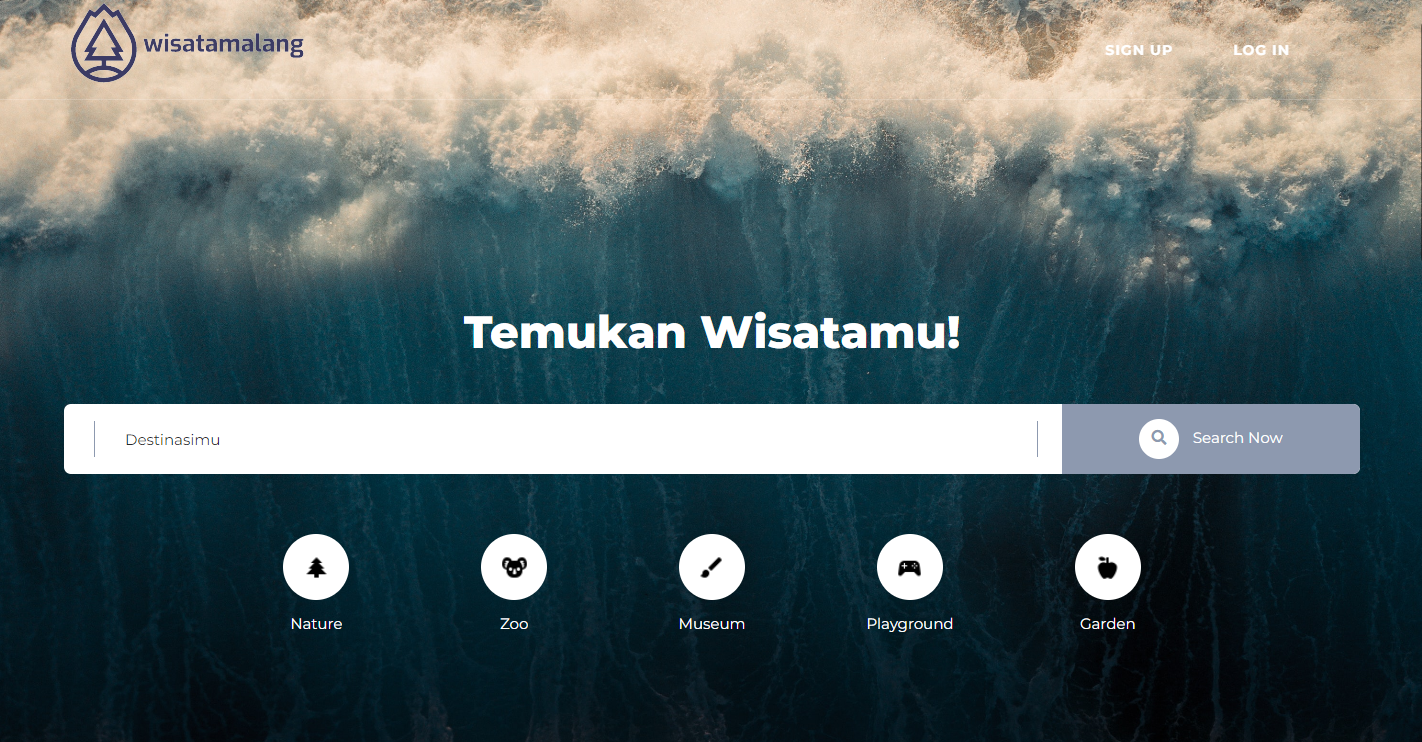 wisatamalang
SIGN UP LOG IN
Temukan Wisatamu!
Destinasimu
Search Now
Nature Zoo Museum Playground Garden